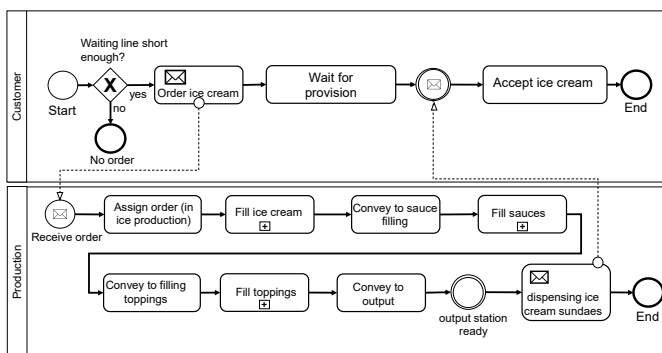 Customer
Waiting line short
enough?
X
yes
no
Start
No order
Order ice cream
Wait for
provision
Accept ice cream
End
Production
Receive order
Assign order (in
ice production)
Fill ice cream
Convey to sauce
filling
Fill sauces
Convey to filling
toppings
Fill toppings
Convey to
output
output station
ready
dispensing ice
cream sundaes
End